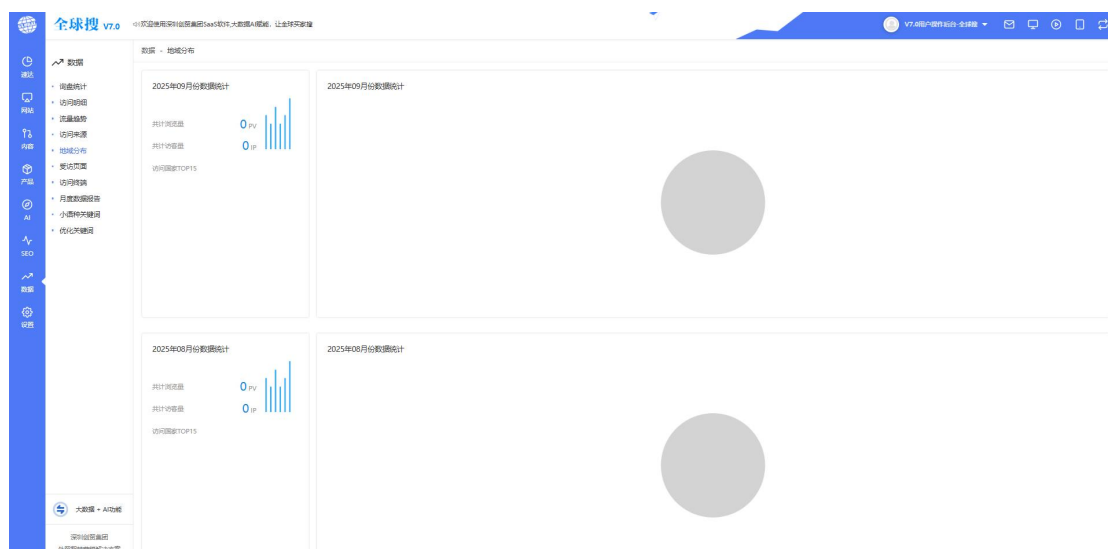 全球搜 V7.0
欢迎使用深圳创贸集团SaaS软件,大数据AI赋能,让全球买家撞
V7.0用户操作后台-全球搜
速达
网站
内容
产品
AI
SEO
数据
设置
数据
询盘统计
访问明细
流量趋势
访问来源
地域分布
受访页面
访问终端
月度数据报告
小语种关键词
优化关键词
大数据 + AI功能
深圳创贸集团
数据 - 地域分布
2025年09月份数据统计
共计浏览量 0 PV
共计访客量 0 IP
访问国家TOP15
2025年09月份数据统计
2025年08月份数据统计
共计浏览量 0 PV
共计访客量 0 IP
访问国家TOP15
2025年08月份数据统计